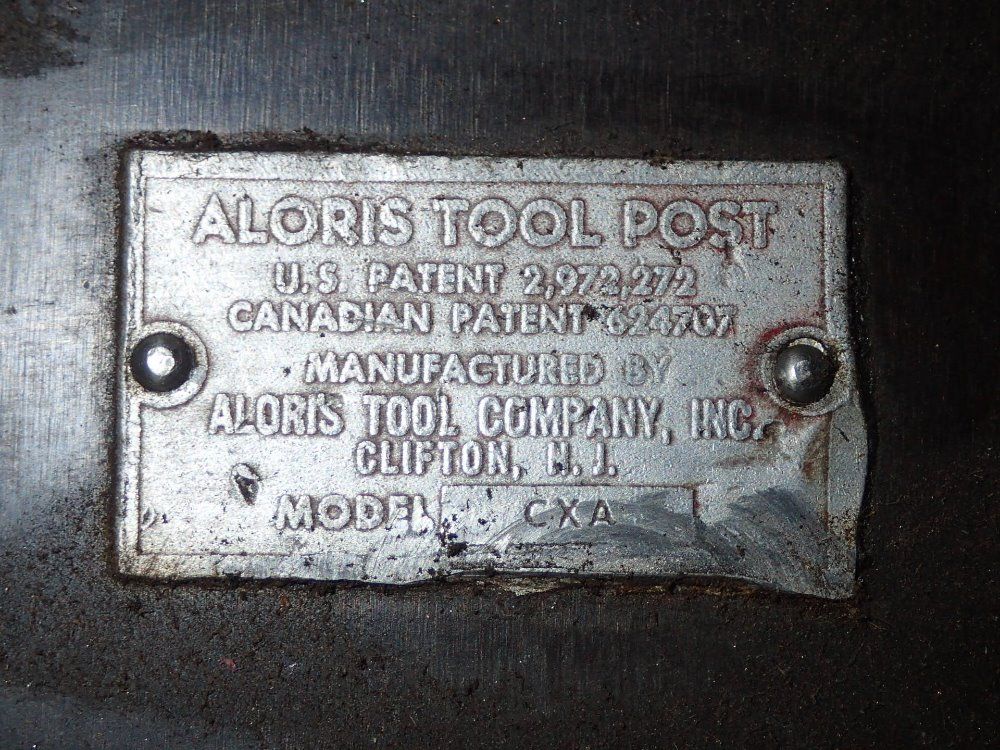 ALORIS TOOL POST
U.S. PATENT 2,972,272
CANADIAN PATENT 624707
MANUFACTURED BY
ALORIS TOOL COMPANY, INC.
CLIFTON, N. J.
MODEL CXA